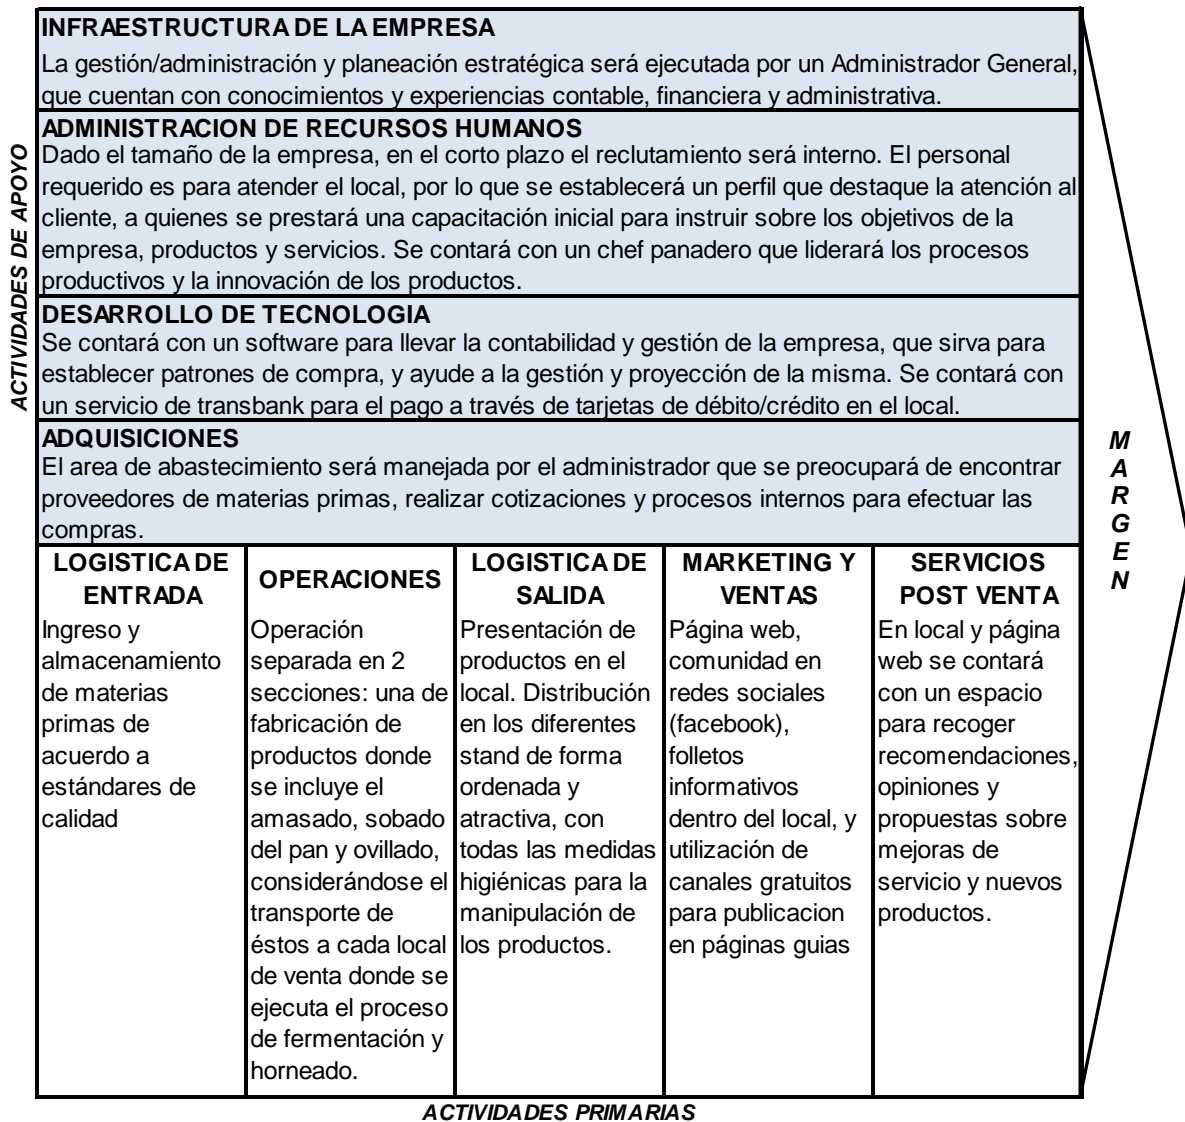 INFRAESTRUCTURA DE LA EMPRESA
La gestión/administración y planeación estratégica será ejecutada por un Administrador General,
que cuentan con conocimientos y experiencias contable, financiera y administrativa.
ADMINISTRACION DE RECURSOS HUMANOS
Dado el tamaño de la empresa, en el corto plazo el reclutamiento será interno. El personal
requerido es para atender el local, por lo que se establecerá un perfil que destaque la atención al
cliente, a quienes se prestará una capacitación inicial para instruir sobre los objetivos de la
empresa, productos y servicios. Se contará con un chef panadero que liderará los procesos
productivos y la innovación de los productos.
DESARROLLO DE TECNOLOGIA
Se contará con un software para llevar la contabilidad y gestión de la empresa, que sirva para
establecer patrones de compra, y ayude a la gestión y proyección de la misma. Se contará con
un servicio de transbank para el pago a través de tarjetas de débito/crédito en el local.
ADQUISICIONES
El area de abastecimiento será manejada por el administrador que se preocupará de encontrar
proveedores de materias primas, realizar cotizaciones y procesos internos para efectuar las
compras.
ACTIVIDADES DE APOYO
LOGISTICA DE
ENTRADA
Ingreso y
almacenamiento
de materias
primas de
acuerdo a
estándares de
calidad
OPERACIONES
Operación
separada en 2
secciones: una de
fabricación de
productos donde
se incluye el
amasado, sobado
del pan y ovillado,
considerándose el
transporte de
éstos a cada local
de venta donde se
ejecuta el proceso
de fermentación y
horneado.
LOGISTICA DE
SALIDA
Presentación de
productos en el
local. Distribución
en los diferentes
stand de forma
ordenada y
atractiva, con
todas las medidas
higiénicas para la
manipulación de
los productos.
MARKETING Y
VENTAS
Página web,
comunidad en
redes sociales
(facebook),
folletos
informativos
dentro del local, y
utilización de
canales gratuitos
para publicacion
en páginas guias
SERVICIOS
POST VENTA
En local y página
web se contará
con un espacio
para recoger
recomendaciones,
opiniones y
propuestas sobre
mejoras de
servicio y nuevos
productos.
MARGEN
ACTIVIDADES PRIMARIAS